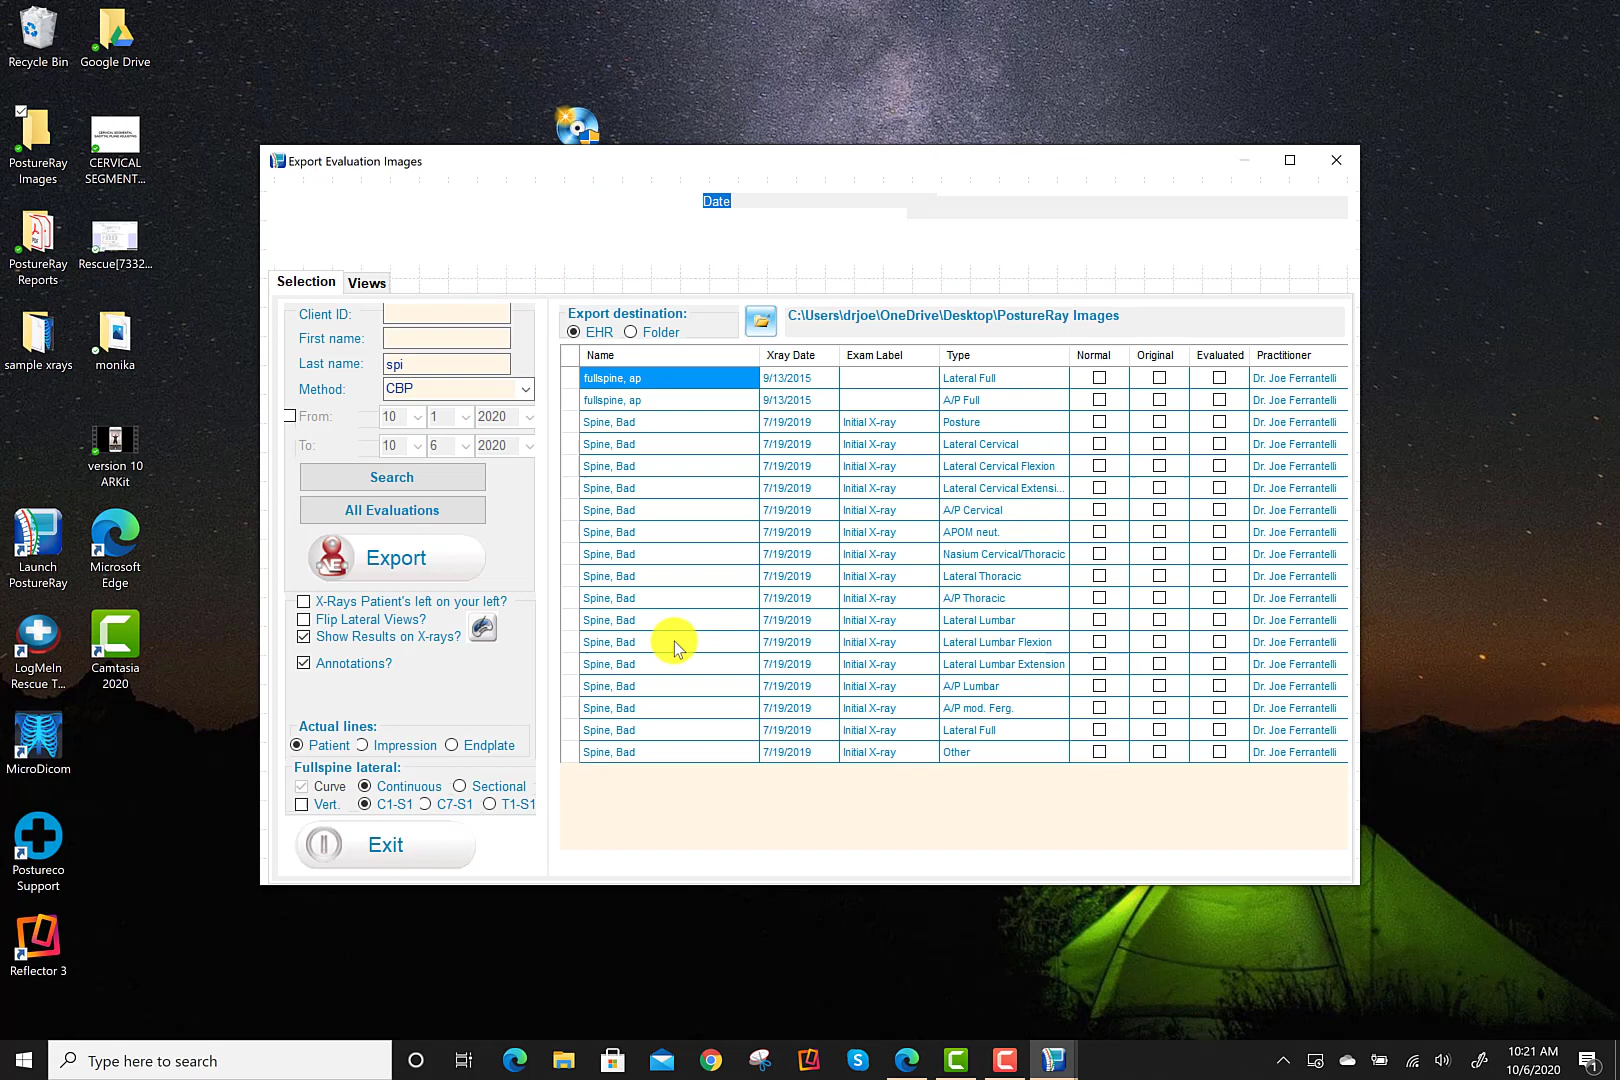 Recycle Bin
Google Drive
PostureRay
Images
CERVICAL
SEGMENT...
PostureRay
Reports
Rescue[7332...
sample xrays
monika
version 10
ARKit
Launch
PostureRay
Microsoft
Edge
LogMeIn
Rescue T...
Camtasia
2020
MicroDicom
Postureco
Support
Reflector 3
Export Evaluation Images
Date
Selection Views
Client ID:
First name:
Last name: spi
Method: CBP
From: 10 1 2020
To: 10 6 2020
Search
All Evaluations
Export
X-Rays Patient's left on your left?
Flip Lateral Views?
Show Results on X-rays?
Annotations?
Actual lines:
Patient Impression Endplate
Fullspine lateral:
Curve Continuous Sectional
Vert. C1-S1 C7-S1 T1-S1
Exit
Export destination:
EHR Folder
C:\Users\drjoe\OneDrive\Desktop\PostureRay Images
Name Xray Date Exam Label Type Normal Original Evaluated Practitioner
fullspine, ap 9/13/2015 Lateral Full Dr. Joe Ferrantelli
fullspine, ap 9/13/2015 A/P Full Dr. Joe Ferrantelli
Spine, Bad 7/19/2019 Initial X-ray Posture Dr. Joe Ferrantelli
Spine, Bad 7/19/2019 Initial X-ray Lateral Cervical Dr. Joe Ferrantelli
Spine, Bad 7/19/2019 Initial X-ray Lateral Cervical Flexion Dr. Joe Ferrantelli
Spine, Bad 7/19/2019 Initial X-ray Lateral Cervical Extensi... Dr. Joe Ferrantelli
Spine, Bad 7/19/2019 Initial X-ray A/P Cervical Dr. Joe Ferrantelli
Spine, Bad 7/19/2019 Initial X-ray APOM neut. Dr. Joe Ferrantelli
Spine, Bad 7/19/2019 Initial X-ray Nasium Cervical/Thoracic Dr. Joe Ferrantelli
Spine, Bad 7/19/2019 Initial X-ray Lateral Thoracic Dr. Joe Ferrantelli
Spine, Bad 7/19/2019 Initial X-ray A/P Thoracic Dr. Joe Ferrantelli
Spine, Bad 7/19/2019 Initial X-ray Lateral Lumbar Dr. Joe Ferrantelli
Spine, Bad 7/19/2019 Initial X-ray Lateral Lumbar Flexion Dr. Joe Ferrantelli
Spine, Bad 7/19/2019 Initial X-ray Lateral Lumbar Extension Dr. Joe Ferrantelli
Spine, Bad 7/19/2019 Initial X-ray A/P Lumbar Dr. Joe Ferrantelli
Spine, Bad 7/19/2019 Initial X-ray A/P mod. Ferg. Dr. Joe Ferrantelli
Spine, Bad 7/19/2019 Initial X-ray Lateral Full Dr. Joe Ferrantelli
Spine, Bad 7/19/2019 Initial X-ray Other Dr. Joe Ferrantelli
Type here to search
10:21 AM
10/6/2020
1